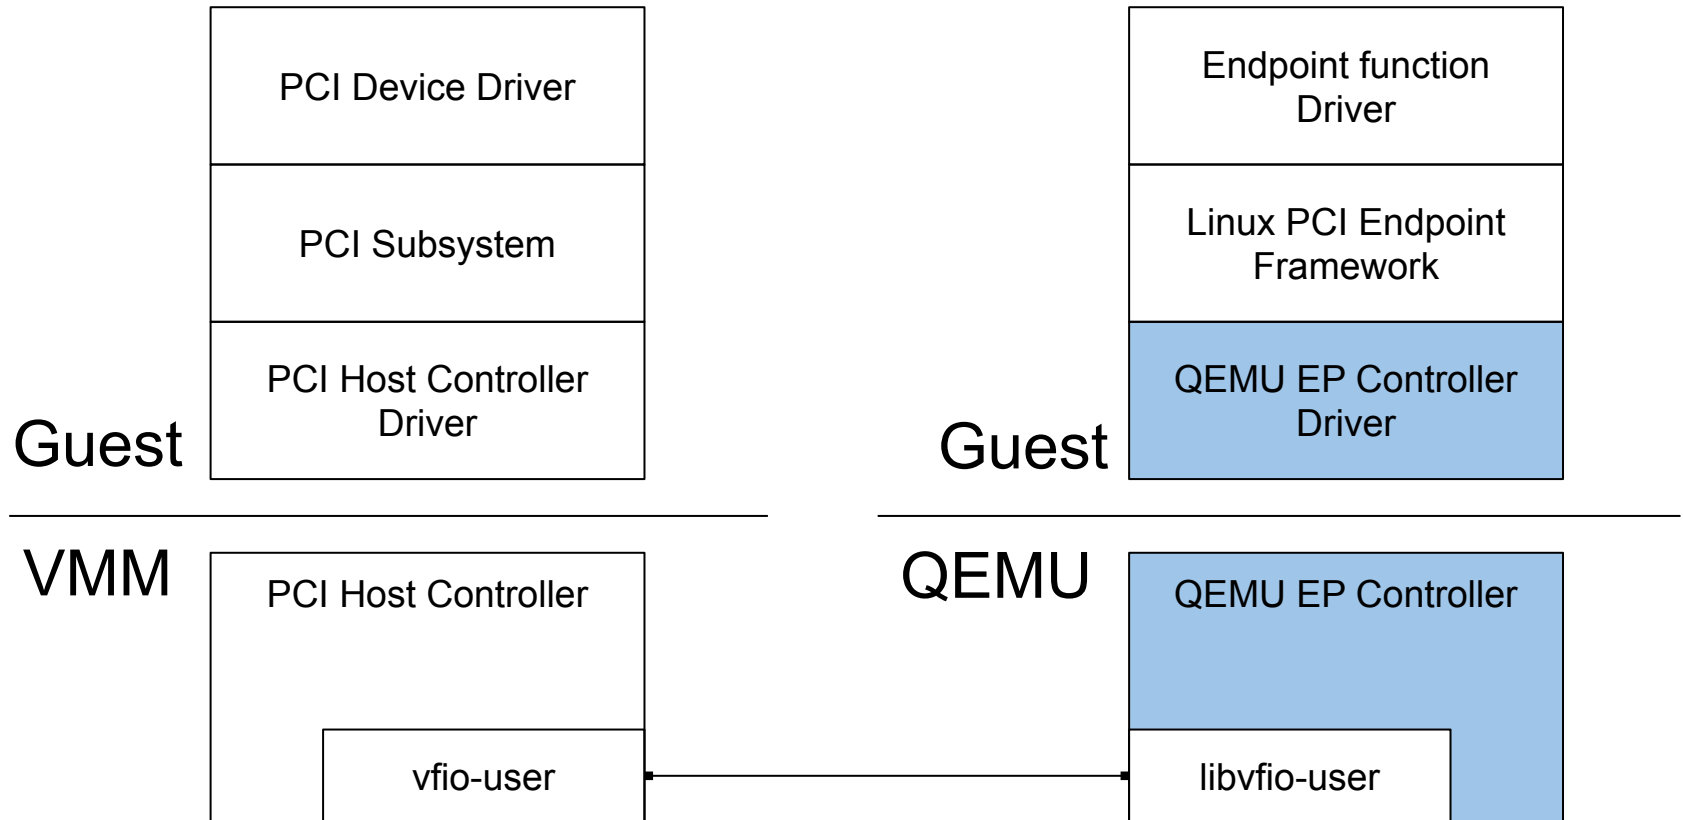 PCI Device Driver
PCI Subsystem
PCI Host Controller
Driver
Guest
VMM
PCI Host Controller
vfio-user
Endpoint function
Driver
Linux PCI Endpoint
Framework
QEMU EP Controller
Driver
Guest
QEMU
QEMU EP Controller
libvfio-user